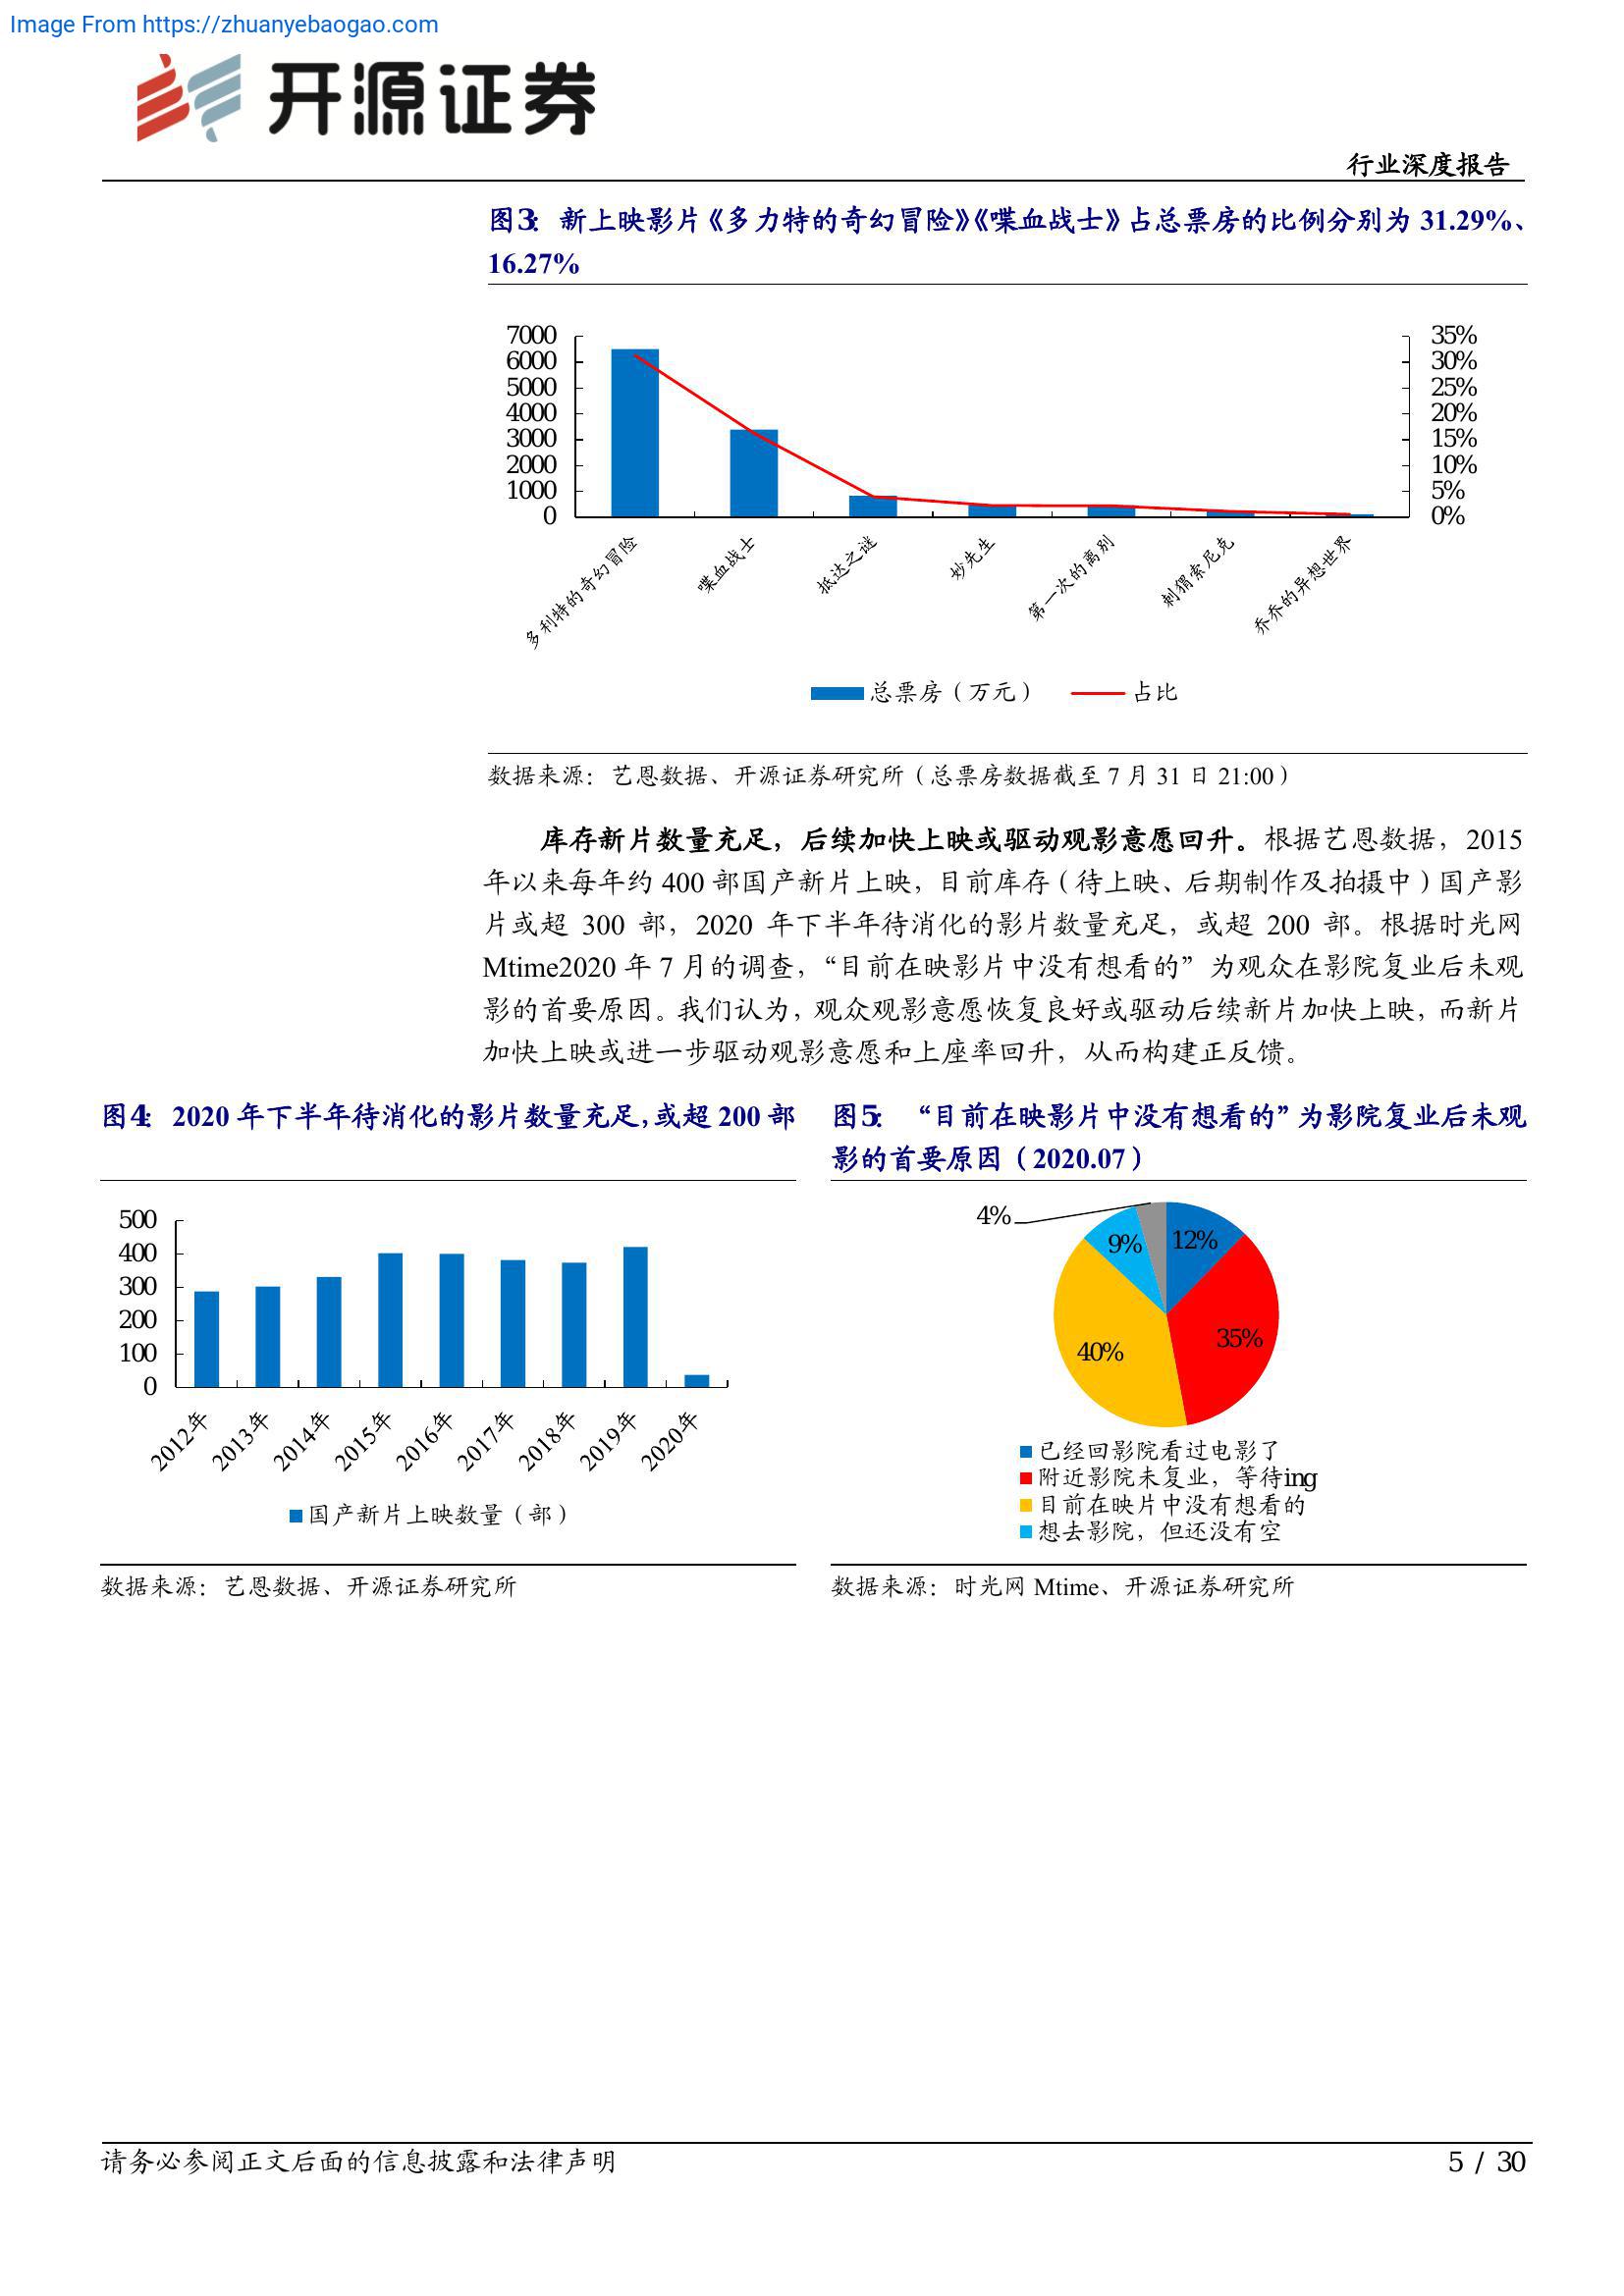 Image From https://zhuanyebaogao.com
开源证券
行业深度报告
图3： 新上映影片《多力特的奇幻冒险》《喋血战士》占总票房的比例分别为 31.29%、
16.27%
7000
6000
5000
4000
3000
2000
1000
0
35%
30%
25%
20%
15%
10%
5%
0%
多利特的奇幻冒险
喋血战士
抵达之谜
妙先生
第一次的离别
刺猬索尼克
乔乔的异想世界
总票房（万元） 占比
数据来源：艺恩数据、开源证券研究所（总票房数据截至 7 月 31 日 21:00）
库存新片数量充足，后续加快上映或驱动观影意愿回升。根据艺恩数据，2015
年以来每年约 400 部国产新片上映，目前库存（待上映、后期制作及拍摄中）国产影
片或超 300 部，2020 年下半年待消化的影片数量充足，或超 200 部。根据时光网
Mtime2020 年 7 月的调查，“目前在映影片中没有想看的”为观众在影院复业后未观
影的首要原因。我们认为，观众观影意愿恢复良好或驱动后续新片加快上映，而新片
加快上映或进一步驱动观影意愿和上座率回升，从而构建正反馈。
图4： 2020 年下半年待消化的影片数量充足，或超 200 部
500
400
300
200
100
0
2012年
2013年
2014年
2015年
2016年
2017年
2018年
2019年
2020年
国产新片上映数量（部）
数据来源：艺恩数据、开源证券研究所
图5： “目前在映影片中没有想看的”为影院复业后未观
影的首要原因（2020.07）
4%
9%
12%
35%
40%
已经回影院看过电影了
附近影院未复业，等待ing
目前在映片中没有想看的
想去影院，但还没有空
数据来源：时光网 Mtime、开源证券研究所
请务必参阅正文后面的信息披露和法律声明
5 / 30